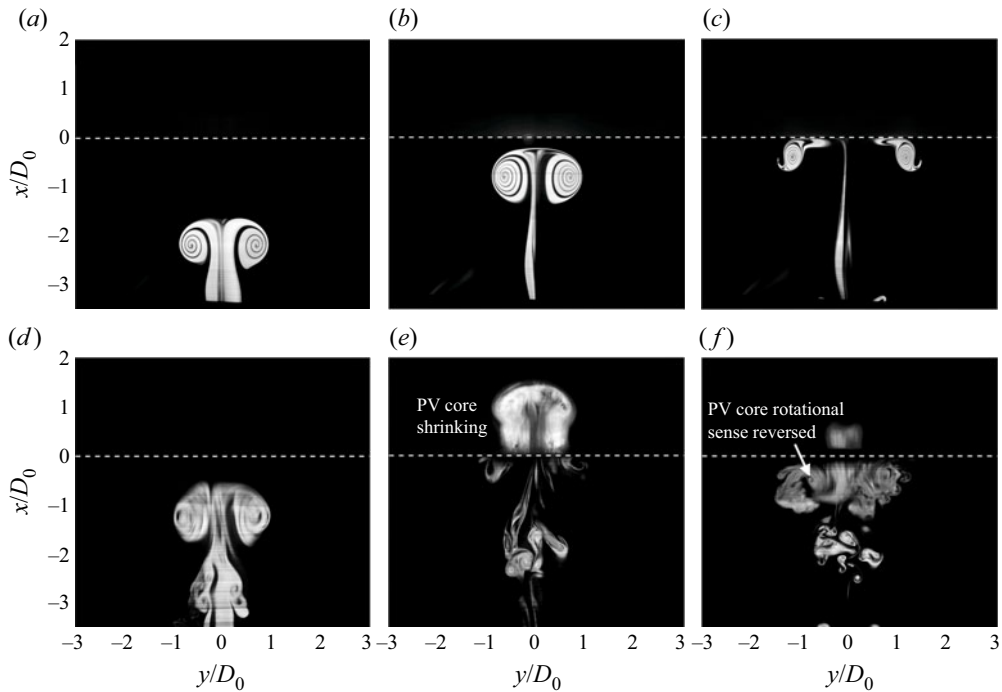 (a) (b) (c)
2
1
0
x/D0
–1
–2
–3
(d) (e) (f)
2
1
PV core
shrinking
PV core rotational
sense reversed
0
x/D0
–1
–2
–3
–3 –2 –1 0 1 2 3 –3 –2 –1 0 1 2 3 –3 –2 –1 0 1 2 3
y/D0 y/D0 y/D0